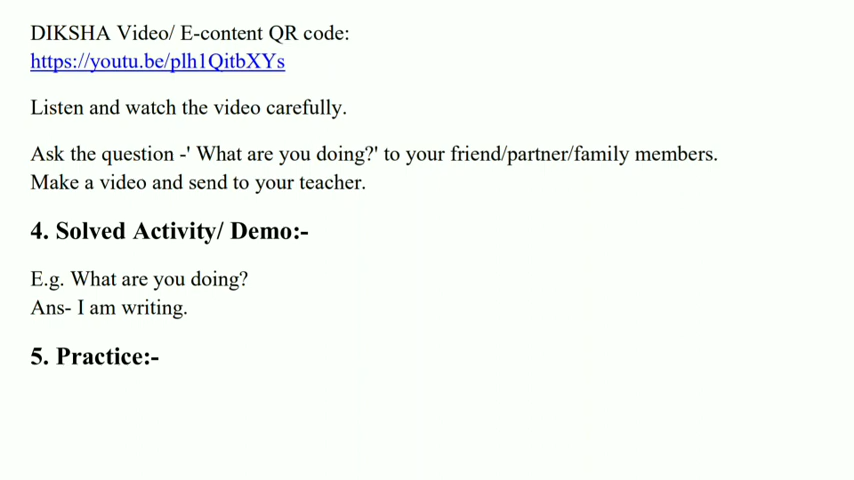 DIKSHA Video/ E-content QR code:
https://youtu.be/plh1QitbXYs
Listen and watch the video carefully.
Ask the question -' What are you doing?' to your friend/partner/family members.
Make a video and send to your teacher.
4. Solved Activity/ Demo:-
E.g. What are you doing?
Ans- I am writing.
5. Practice:-